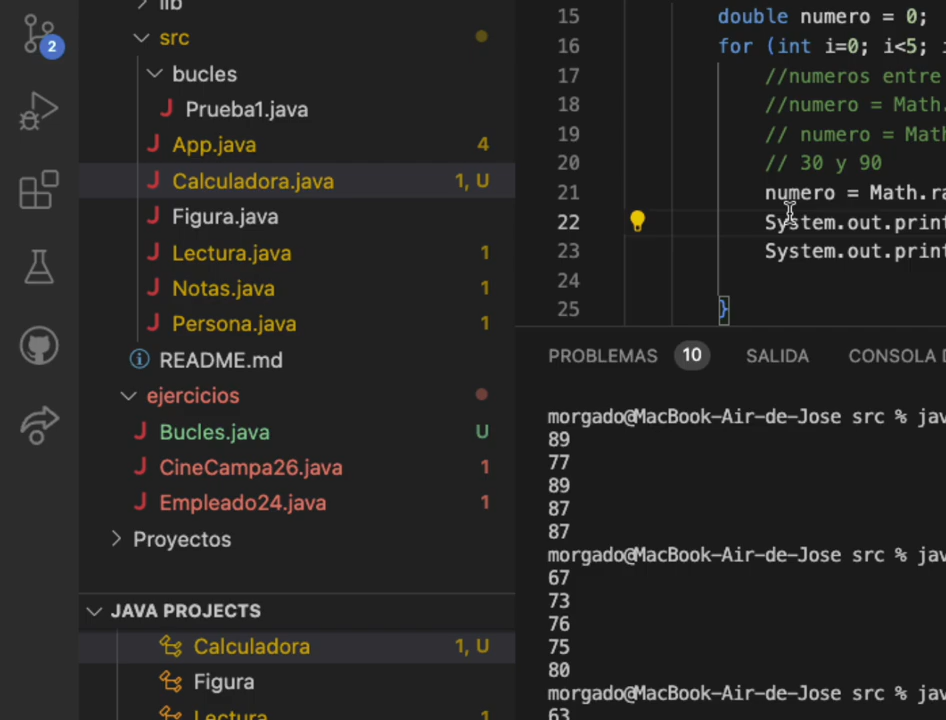 lib
2
src
bucles
Prueba1.java
App.java 4
Calculadora.java 1, U
Figura.java
Lectura.java 1
Notas.java 1
Persona.java 1
README.md
ejercicios
Bucles.java U
CineCampa26.java 1
Empleado24.java 1
Proyectos
JAVA PROJECTS
Calculadora 1, U
Figura
Lectura 1
15 double numero = 0;
16 for (int i=0; i<5; i
17 //numeros entre
18 //numero = Math.
19 // numero = Math
20 // 30 y 90
21 numero = Math.ra
22 System.out.print
23 System.out.print
24
25 }
PROBLEMAS 10 SALIDA CONSOLA D
morgado@MacBook-Air-de-Jose src % jav
89
77
89
87
87
morgado@MacBook-Air-de-Jose src % jav
67
73
76
75
80
morgado@MacBook-Air-de-Jose src % jav
63